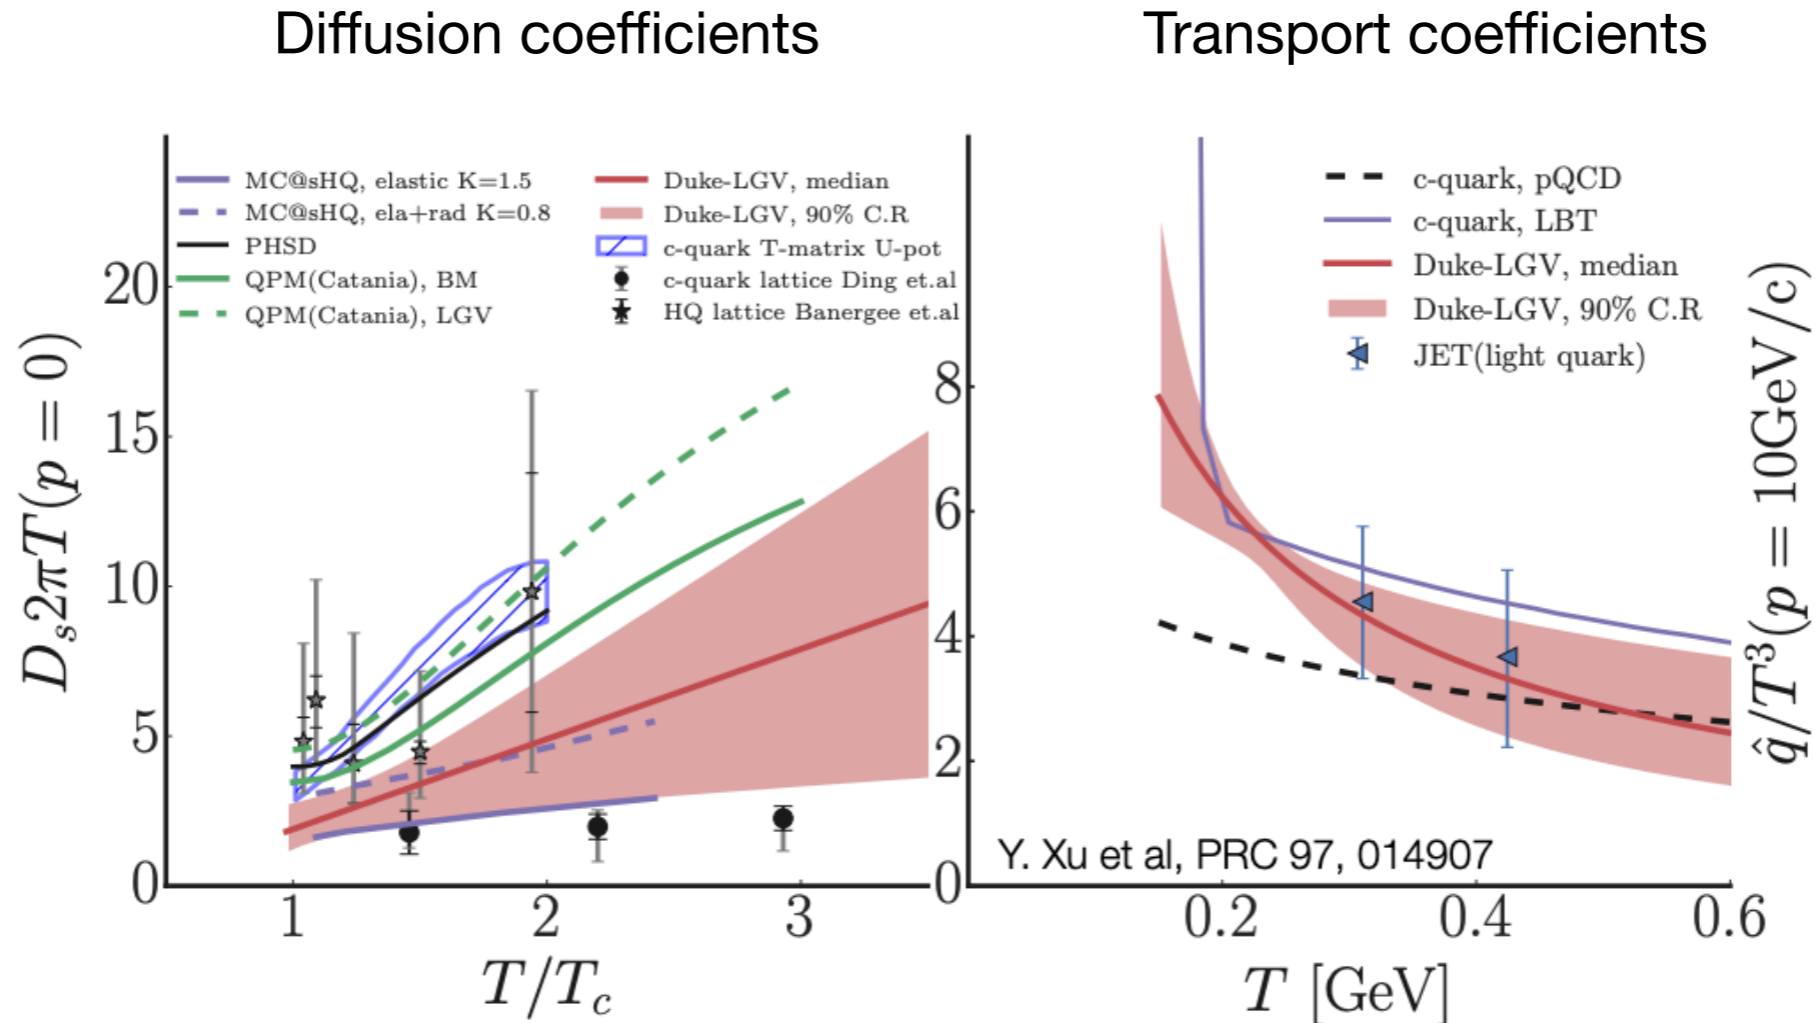 Diffusion coefficients
Transport coefficients
MC@sHQ, elastic K=1.5
MC@sHQ, ela+rad K=0.8
PHSD
QPM(Catania), BM
QPM(Catania), LGV
Duke-LGV, median
Duke-LGV, 90% C.R
c-quark T-matrix U-pot
c-quark lattice Ding et.al
HQ lattice Banergee et.al
20
15
10
5
0
D_s2πT(p = 0)
1
2
3
T/T_c
c-quark, pQCD
c-quark, LBT
Duke-LGV, median
Duke-LGV, 90% C.R
JET(light quark)
8
6
4
2
0
Y. Xu et al, PRC 97, 014907
0.2
0.4
0.6
T [GeV]
q̂/T³(p = 10GeV/c)